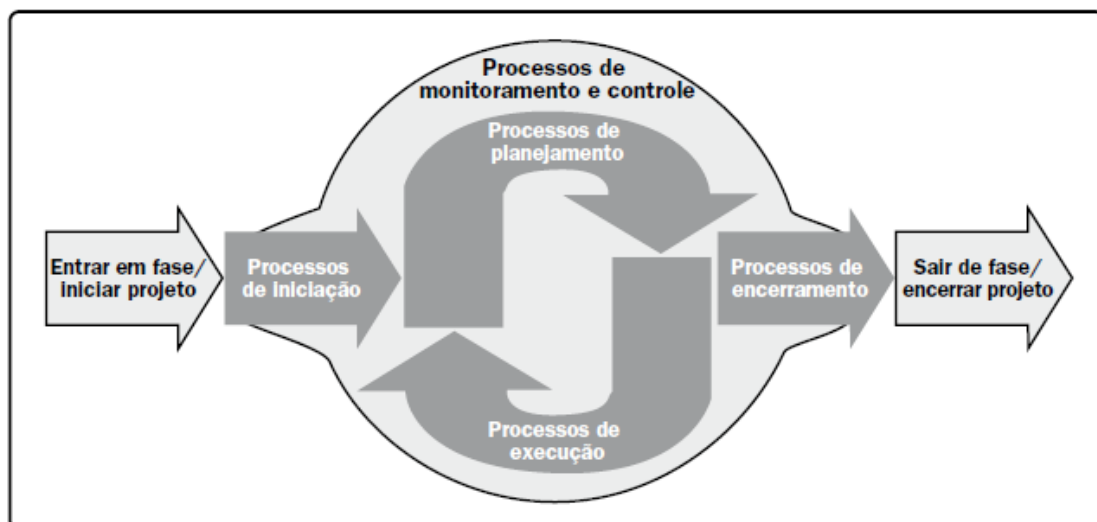 Processos de
monitoramento e controle
Processos de
planejamento
Entrar em fase/
iniciar projeto
Processos
de iniciação
Processos de
encerramento
Sair de fase/
encerrar projeto
Processos de
execução